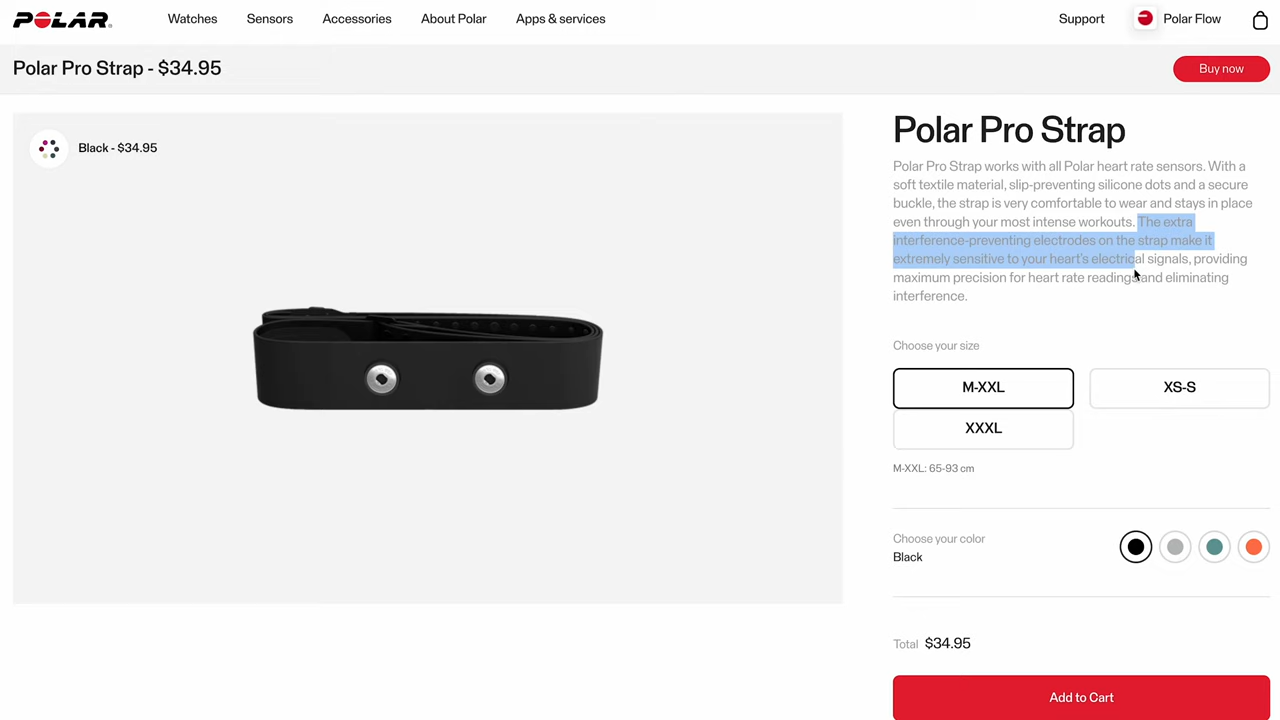 POLAR
Watches
Sensors
Accessories
About Polar
Apps & services
Support
Polar Flow
Polar Pro Strap - $34.95
Buy now
Black - $34.95
Polar Pro Strap
Polar Pro Strap works with all Polar heart rate sensors. With a
soft textile material, slip-preventing silicone dots and a secure
buckle, the strap is very comfortable to wear and stays in place
even through your most intense workouts. The extra
interference-preventing electrodes on the strap make it
extremely sensitive to your heart's electrical signals, providing
maximum precision for heart rate readings and eliminating
interference.
Choose your size
M-XXL
XS-S
XXXL
M-XXL: 65-93 cm
Choose your color
Black
Total $34.95
Add to Cart